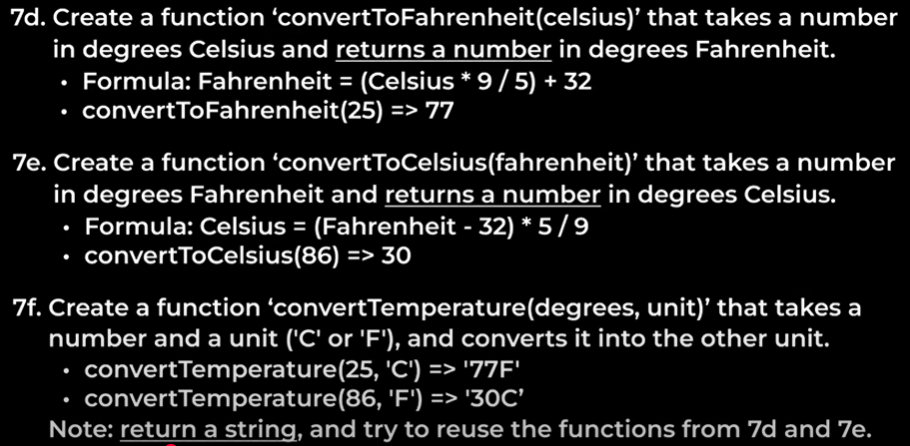 7d. Create a function ‘convertToFahrenheit(celsius)’ that takes a number
in degrees Celsius and returns a number in degrees Fahrenheit.
• Formula: Fahrenheit = (Celsius * 9 / 5) + 32
• convertToFahrenheit(25) => 77
7e. Create a function ‘convertToCelsius(fahrenheit)’ that takes a number
in degrees Fahrenheit and returns a number in degrees Celsius.
• Formula: Celsius = (Fahrenheit - 32) * 5 / 9
• convertToCelsius(86) => 30
7f. Create a function ‘convertTemperature(degrees, unit)’ that takes a
number and a unit ('C' or 'F'), and converts it into the other unit.
• convertTemperature(25, 'C') => '77F'
• convertTemperature(86, 'F') => '30C’
Note: return a string, and try to reuse the functions from 7d and 7e.